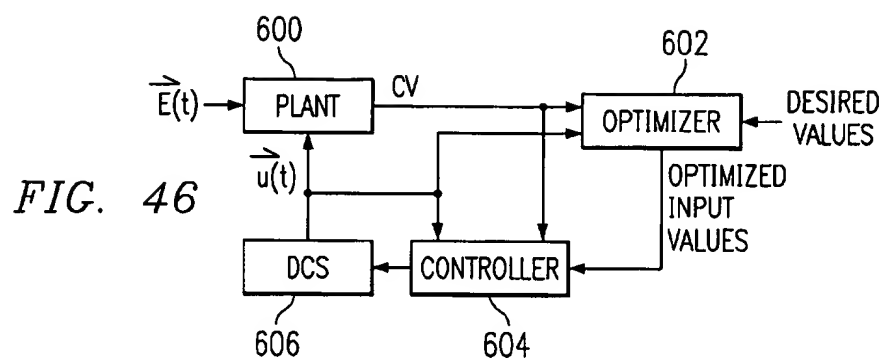 600
602
E(t)
PLANT
CV
OPTIMIZER
DESIRED
VALUES
u(t)
OPTIMIZED
INPUT
VALUES
FIG. 46
DCS
CONTROLLER
606
604